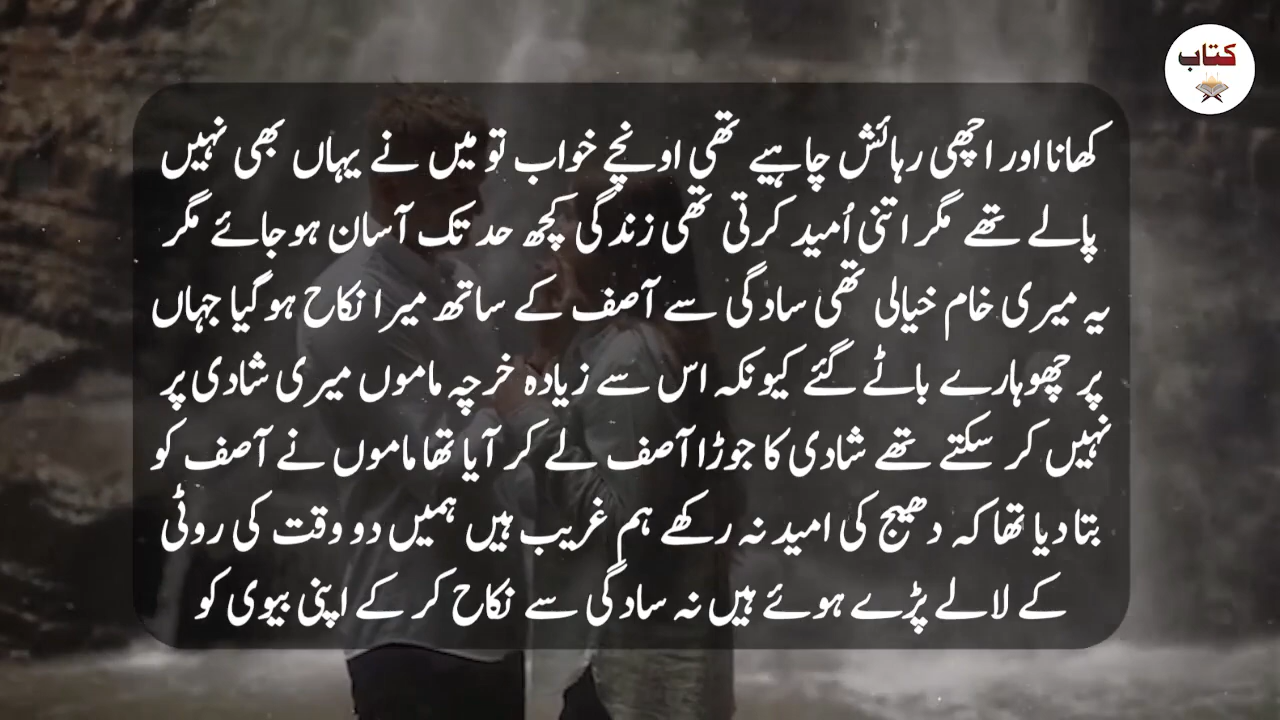 کتاب
کھانا اور اچھی رہائش چاہیے تھی اونچے خواب تو میں نے یہاں بھی نہیں
پالے تھے مگر اتنی اُمید کرتی تھی زندگی کچھ حد تک آسان ہو جائے مگر
یہ میری خام خیالی تھی سادگی سے آصف کے ساتھ میرا نکاح ہو گیا جہاں
پر چھوہارے باٹے گئے کیونکہ اس سے زیادہ خرچہ ماموں میری شادی پر
نہیں کر سکتے تھے شادی کا جوڑا آصف لے کر آیا تھا ماموں نے آصف کو
بتا دیا تھا کہ دھیج کی امید نہ رکھے ہم غریب ہیں ہمیں دو وقت کی روٹی
کے لالے پڑے ہوئے ہیں نہ سادگی سے نکاح کر کے اپنی بیوی کو